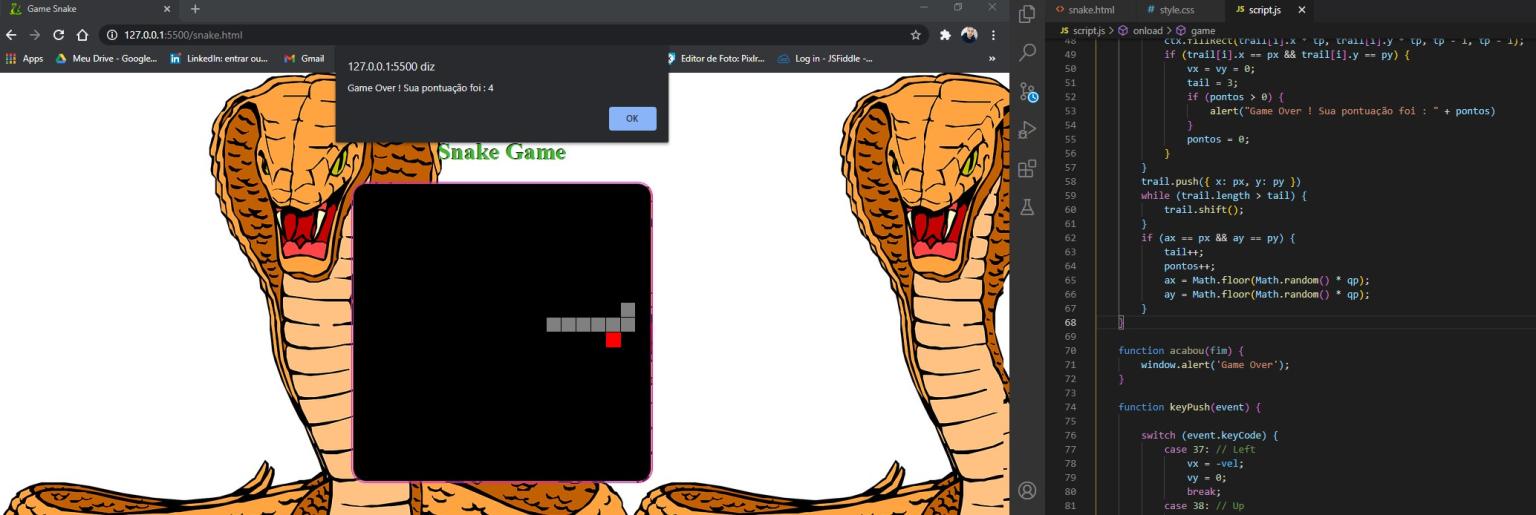 Game Snake
127.0.0.1:5500/snake.html
Apps
Meu Drive - Google...
LinkedIn: entrar ou...
Gmail
Editor de Foto: Pixlr...
Log in - JSFiddle -...
»
127.0.0.1:5500 diz
Game Over ! Sua pontuação foi : 4
OK
Snake Game
snake.html
style.css
JS script.js
JS script.js > onload > game
48 ctx.fillRect(trail[i].x * tp, trail[i].y * tp, tp - 1, tp - 1);
49 if (trail[i].x == px && trail[i].y == py) {
50 vx = vy = 0;
51 tail = 3;
52 if (pontos > 0) {
53 alert("Game Over ! Sua pontuação foi : " + pontos)
54 }
55 pontos = 0;
56 }
57 }
58 trail.push({ x: px, y: py })
59 while (trail.length > tail) {
60 trail.shift();
61 }
62 if (ax == px && ay == py) {
63 tail++;
64 pontos++;
65 ax = Math.floor(Math.random() * qp);
66 ay = Math.floor(Math.random() * qp);
67 }
68 }
69
70 function acabou(fim) {
71 window.alert('Game Over');
72 }
73
74 function keyPush(event) {
75
76 switch (event.keyCode) {
77 case 37: // Left
78 vx = -vel;
79 vy = 0;
80 break;
81 case 38: // Up